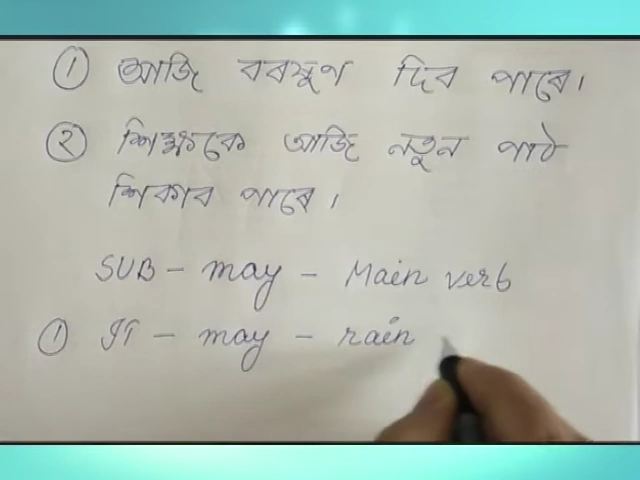 ① আজি বৰষুণ দিব পাৰে।
② শিক্ষকে আজি নতুন পাঠ
শিকাব পাৰে।
SUB - may - Main verb
① IT - may - rain